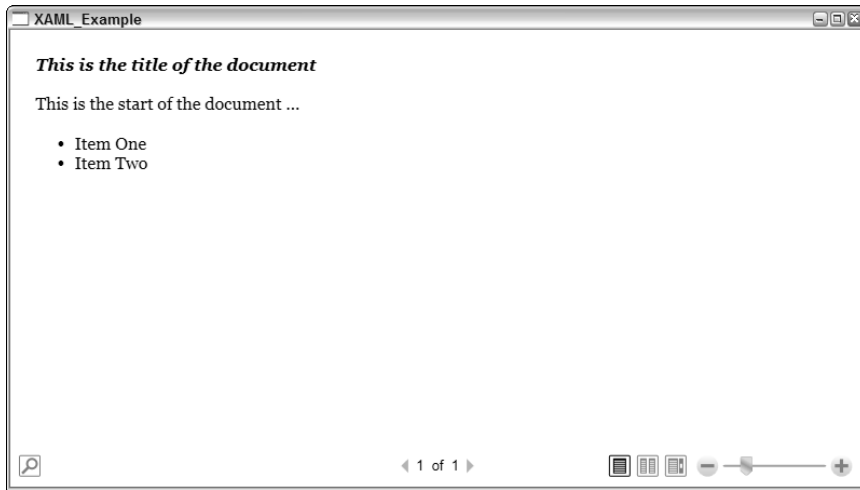 XAML_Example
This is the title of the document
This is the start of the document ...
• Item One
• Item Two
1 of 1